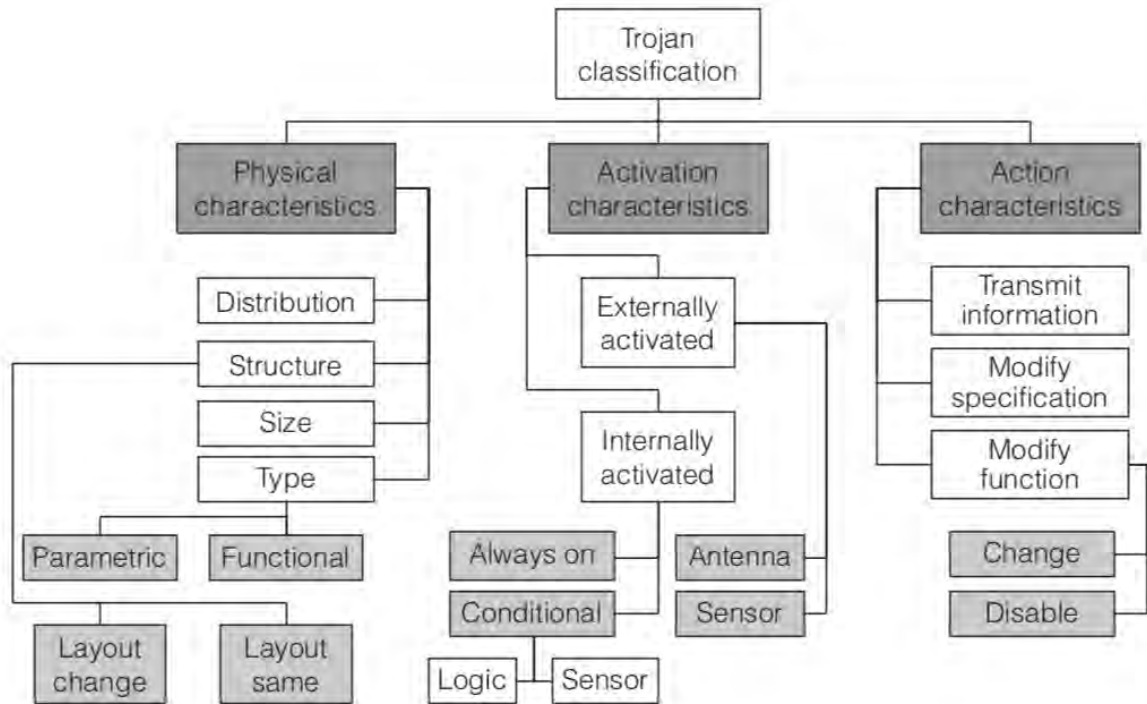 Trojan
classification
Physical
characteristics
Activation
characteristics
Action
characteristics
Distribution
Structure
Size
Type
Parametric
Functional
Layout
change
Layout
same
Externally
activated
Internally
activated
Always on
Conditional
Logic
Sensor
Antenna
Sensor
Transmit
information
Modify
specification
Modify
function
Change
Disable